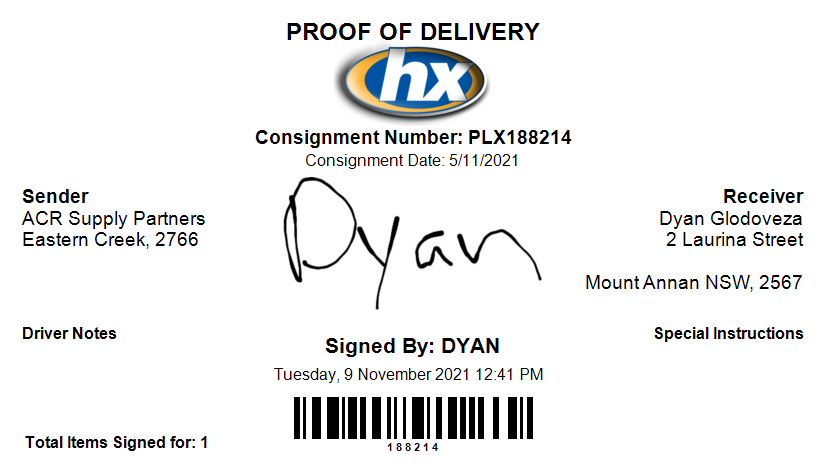 PROOF OF DELIVERY
hx
Consignment Number: PLX188214
Consignment Date: 5/11/2021
Sender
ACR Supply Partners
Eastern Creek, 2766
Dyan
Receiver
Dyan Glodoveza
2 Laurina Street
Mount Annan NSW, 2567
Driver Notes
Signed By: DYAN
Special Instructions
Tuesday, 9 November 2021 12:41 PM
188214
Total Items Signed for: 1